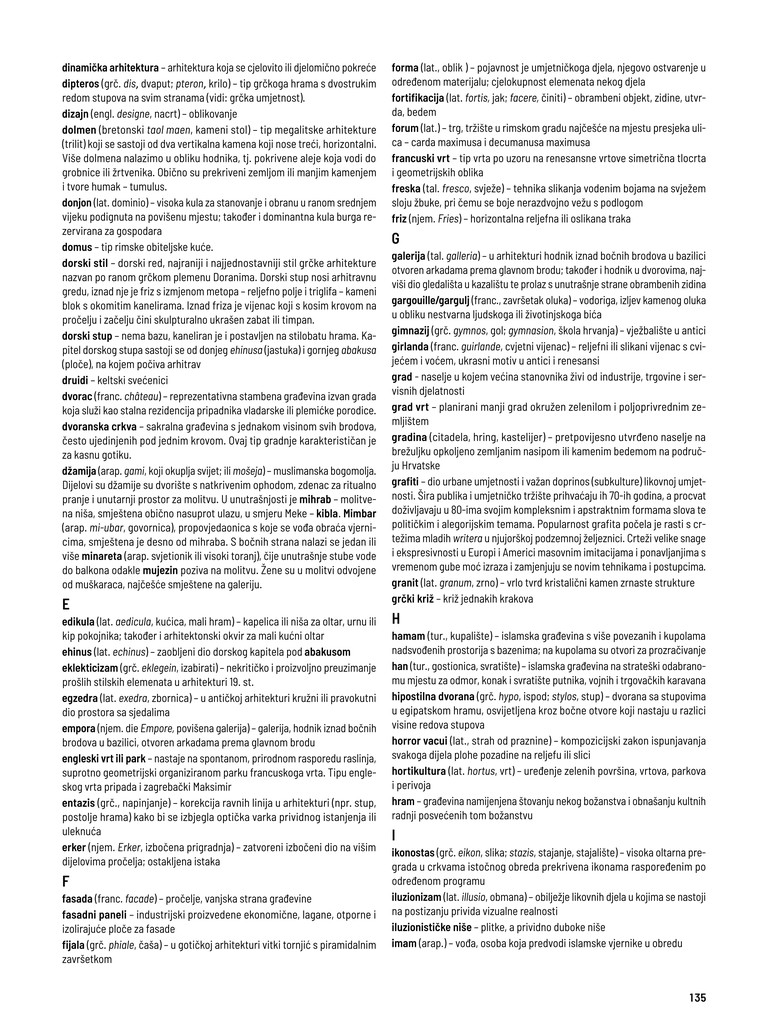 dinamička arhitektura – arhitektura koja se cjelovito ili djelomično pokreće
dipteros (grč. dis, dvaput; pteron, krilo) – tip grčkoga hrama s dvostrukim
redom stupova na svim stranama (vidi: grčka umjetnost).
dizajn (engl. designe, nacrt) – oblikovanje
dolmen (bretonski taol maen, kameni stol) – tip megalitske arhitekture
(trilit) koji se sastoji od dva vertikalna kamena koji nose treći, horizontalni.
Više dolmena nalazimo u obliku hodnika, tj. prekrivene aleje koja vodi do
grobnice ili žrtvenika. Obično su prekriveni zemljom ili manjim kamenjem
i tvore humak – tumulus.
donjon (lat. dominio) – visoka kula za stanovanje i obranu u ranom srednjem
vijeku podignuta na povišenu mjestu; također i dominantna kula burga re-
zervirana za gospodara
domus – tip rimske obiteljske kuće.
dorski stil – dorski red, najraniji i najjednostavniji stil grčke arhitekture
nazvan po ranom grčkom plemenu Doranima. Dorski stup nosi arhitravnu
gredu, iznad nje je friz s izmjenom metopa – reljefno polje i triglifa – kameni
blok s okomitim kanelirama. Iznad friza je vijenac koji s kosim krovom na
pročelju i začelju čini skulpturalno ukrašen zabat ili timpan.
dorski stup – nema bazu, kaneliran je i postavljen na stilobatu hrama. Ka-
pitel dorskog stupa sastoji se od donjeg ehinusa (jastuka) i gornjeg abakusa
(ploče), na kojem počiva arhitrav
druidi – keltski svećenici
dvorac (franc. château) – reprezentativna stambena građevina izvan grada
koja služi kao stalna rezidencija pripadnika vladarske ili plemićke porodice.
dvoranska crkva – sakralna građevina s jednakom visinom svih brodova,
često ujedinjenih pod jednim krovom. Ovaj tip gradnje karakterističan je
za kasnu gotiku.
džamija (arap. gami, koji okuplja svijet; ili mošeja) – muslimanska bogomolja.
Dijelovi su džamije su dvorište s natkrivenim ophodom, zdenac za ritualno
pranje i unutarnji prostor za molitvu. U unutrašnjosti je mihrab – molitve-
na niša, smještena obično nasuprot ulazu, u smjeru Meke – kibla. Mimbar
(arap. mi-ubar, govornica), propovjedaonica s koje se vođa obraća vjerni-
cima, smještena je desno od mihraba. S bočnih strana nalazi se jedan ili
više minareta (arap. svjetionik ili visoki toranj), čije unutrašnje stube vode
do balkona odakle mujezin poziva na molitvu. Žene su u molitvi odvojene
od muškaraca, najčešće smještene na galeriju.
E
edikula (lat. aedicula, kućica, mali hram) – kapelica ili niša za oltar, urnu ili
kip pokojnika; također i arhitektonski okvir za mali kućni oltar
ehinus (lat. echinus) – zaobljeni dio dorskog kapitela pod abakusom
eklekticizam (grč. eklegein, izabirati) – nekritičko i proizvoljno preuzimanje
prošlih stilskih elemenata u arhitekturi 19. st.
egzedra (lat. exedra, zbornica) – u antičkoj arhitekturi kružni ili pravokutni
dio prostora sa sjedalima
empora (njem. die Empore, povišena galerija) – galerija, hodnik iznad bočnih
brodova u bazilici, otvoren arkadama prema glavnom brodu
engleski vrt ili park – nastaje na spontanom, prirodnom rasporedu raslinja,
suprotno geometrijski organiziranom parku francuskoga vrta. Tipu engle-
skog vrta pripada i zagrebački Maksimir
entazis (grč., napinjanje) – korekcija ravnih linija u arhitekturi (npr. stup,
postolje hrama) kako bi se izbjegla optička varka prividnog istanjenja ili
uleknuća
erker (njem. Erker, izbočena prigradnja) – zatvoreni izbočeni dio na višim
dijelovima pročelja; ostakljena istaka
F
fasada (franc. facade) – pročelje, vanjska strana građevine
fasadni paneli – industrijski proizvedene ekonomične, lagane, otporne i
izolirajuće ploče za fasade
fijala (grč. phiale, čaša) – u gotičkoj arhitekturi vitki tornjić s piramidalnim
završetkom
forma (lat., oblik ) – pojavnost je umjetničkoga djela, njegovo ostvarenje u
određenom materijalu; cjelokupnost elemenata nekog djela
fortifikacija (lat. fortis, jak; facere, činiti) – obrambeni objekt, zidine, utvr-
da, bedem
forum (lat.) – trg, tržište u rimskom gradu najčešće na mjestu presjeka uli-
ca – carda maximusa i decumanusa maximusa
francuski vrt – tip vrta po uzoru na renesansne vrtove simetrična tlocrta
i geometrijskih oblika
freska (tal. fresco, svježe) – tehnika slikanja vodenim bojama na svježem
sloju žbuke, pri čemu se boje nerazdvojno vežu s podlogom
friz (njem. Fries) – horizontalna reljefna ili oslikana traka
G
galerija (tal. galleria) – u arhitekturi hodnik iznad bočnih brodova u bazilici
otvoren arkadama prema glavnom brodu; također i hodnik u dvorovima, naj-
viši dio gledališta u kazalištu te prolaz s unutrašnje strane obrambenih zidina
gargouille/gargulj (franc., završetak oluka) – vodoriga, izljev kamenog oluka
u obliku nestvarna ljudskoga ili životinjskoga bića
gimnazij (grč. gymnos, gol; gymnasion, škola hrvanja) – vježbalište u antici
girlanda (franc. guirlande, cvjetni vijenac) – reljefni ili slikani vijenac s cvi-
jećem i voćem, ukrasni motiv u antici i renesansi
grad - naselje u kojem većina stanovnika živi od industrije, trgovine i ser-
visnih djelatnosti
grad vrt – planirani manji grad okružen zelenilom i poljoprivrednim ze-
mljištem
gradina (citadela, hring, kastelijer) – pretpovijesno utvrđeno naselje na
brežuljku opkoljeno zemljanim nasipom ili kamenim bedemom na područ-
ju Hrvatske
grafiti – dio urbane umjetnosti i važan doprinos (subkulture) likovnoj umjet-
nosti. Šira publika i umjetničko tržište prihvaćaju ih 70-ih godina, a procvat
doživljavaju u 80-ima svojim kompleksnim i apstraktnim formama slova te
političkim i alegorijskim temama. Popularnost grafita počela je rasti s cr-
težima mladih writera u njujorškoj podzemnoj željeznici. Crteži velike snage
i ekspresivnosti u Europi i Americi masovnim imitacijama i ponavljanjima s
vremenom gube moć izraza i zamjenjuju se novim tehnikama i postupcima.
granit (lat. granum, zrno) – vrlo tvrd kristalični kamen zrnaste strukture
grčki križ – križ jednakih krakova
H
hamam (tur., kupalište) – islamska građevina s više povezanih i kupolama
nadsvođenih prostorija s bazenima; na kupolama su otvori za prozračivanje
han (tur., gostionica, svratište) – islamska građevina na strateški odabrano-
mu mjestu za odmor, konak i svratište putnika, vojnih i trgovačkih karavana
hipostilna dvorana (grč. hypo, ispod; stylos, stup) – dvorana sa stupovima
u egipatskom hramu, osvijetljena kroz bočne otvore koji nastaju u razlici
visine redova stupova
horror vacui (lat., strah od praznine) – kompozicijski zakon ispunjavanja
svakoga dijela plohe pozadine na reljefu ili slici
hortikultura (lat. hortus, vrt) – uređenje zelenih površina, vrtova, parkova
i perivoja
hram – građevina namijenjena štovanju nekog božanstva i obnašanju kultnih
radnji posvećenih tom božanstvu
I
ikonostas (grč. eikon, slika; stazis, stajanje, stajalište) – visoka oltarna pre-
grada u crkvama istočnog obreda prekrivena ikonama raspoređenim po
određenom programu
iluzionizam (lat. illusio, obmana) – obilježje likovnih djela u kojima se nastoji
na postizanju privida vizualne realnosti
iluzionističke niše – plitke, a prividno duboke niše
imam (arap.) – vođa, osoba koja predvodi islamske vjernike u obredu
135